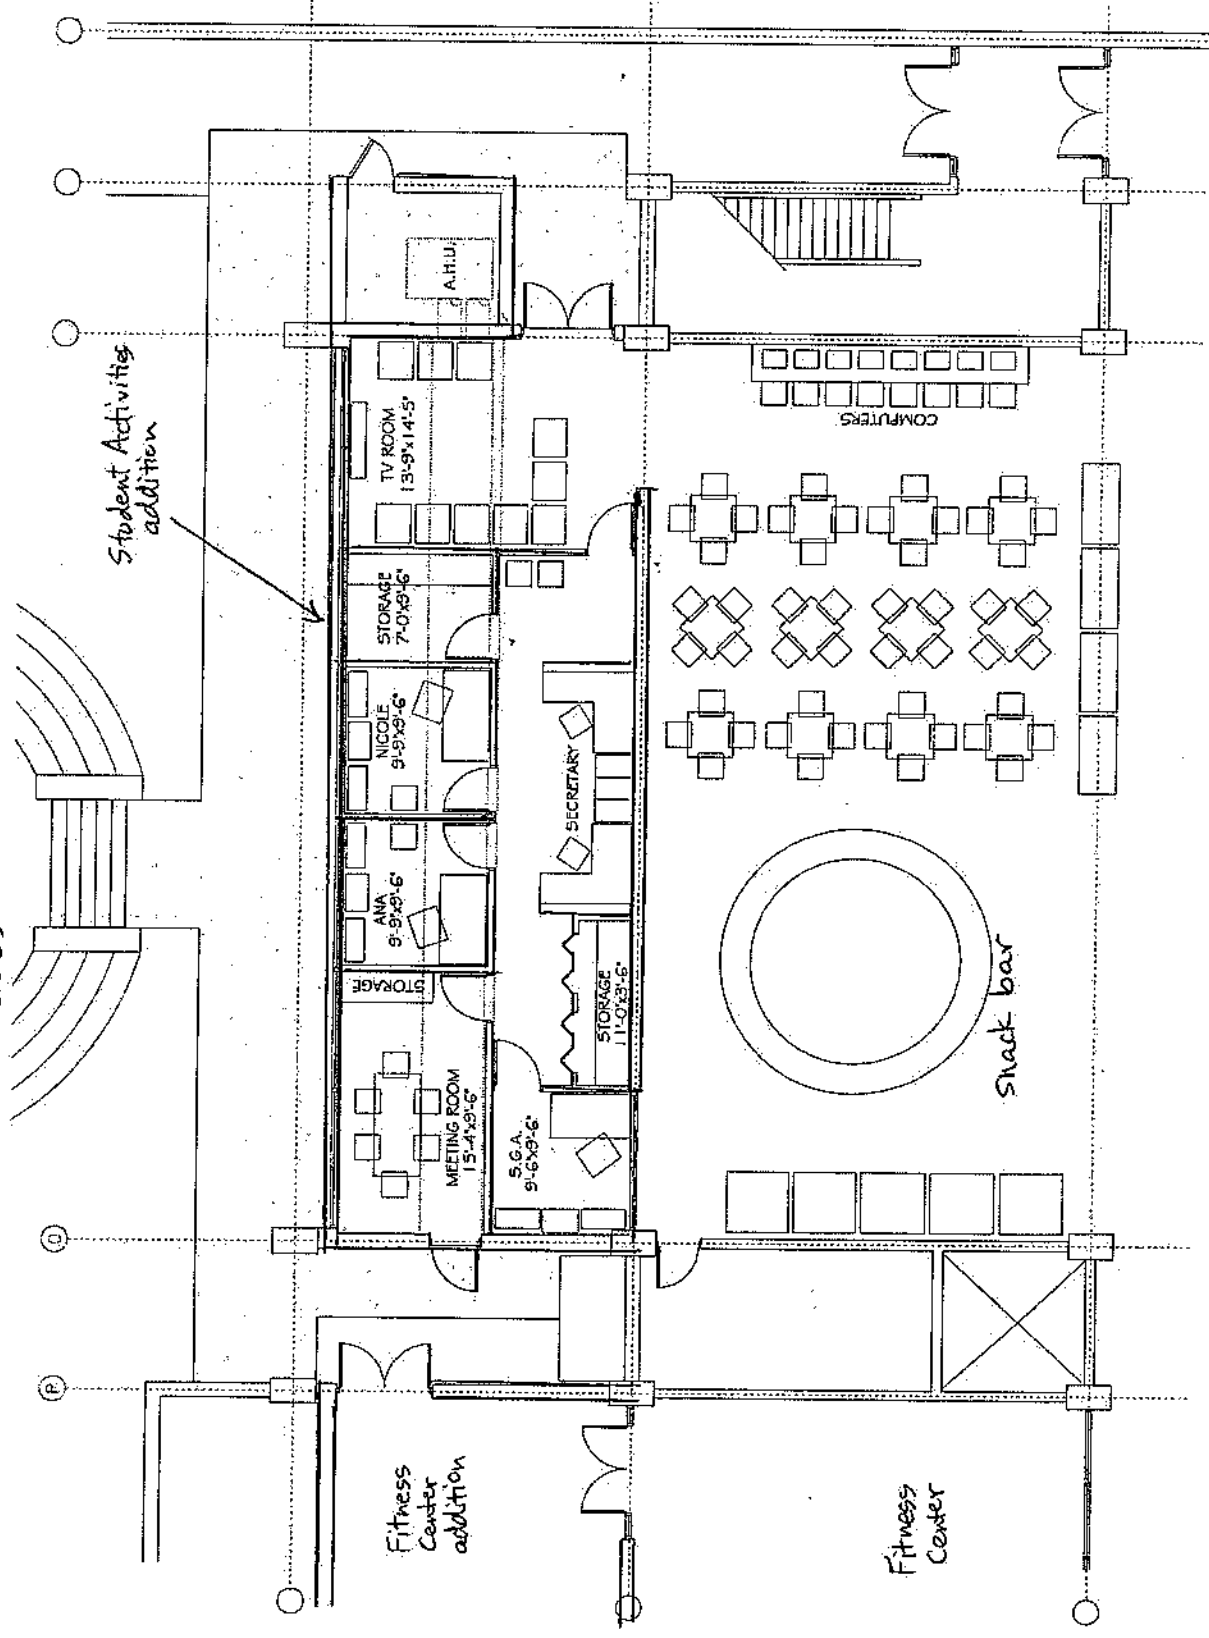 Student Activities
addition
A.H.U.
TV ROOM
13'-9"x14'-5"
COMPUTERS
STORAGE
7'-0"x9'-6"
NICOLE
9'-9"x9'-6"
SECRETARY
ANA
9'-9"x9'-6"
STORAGE
STORAGE
11'-0"x3'-6"
MEETING ROOM
15'-4"x9'-6"
S.G.A.
9'-6"x9'-6"
Snack bar
Q
R
Fitness
Center
addition
Fitness
Center